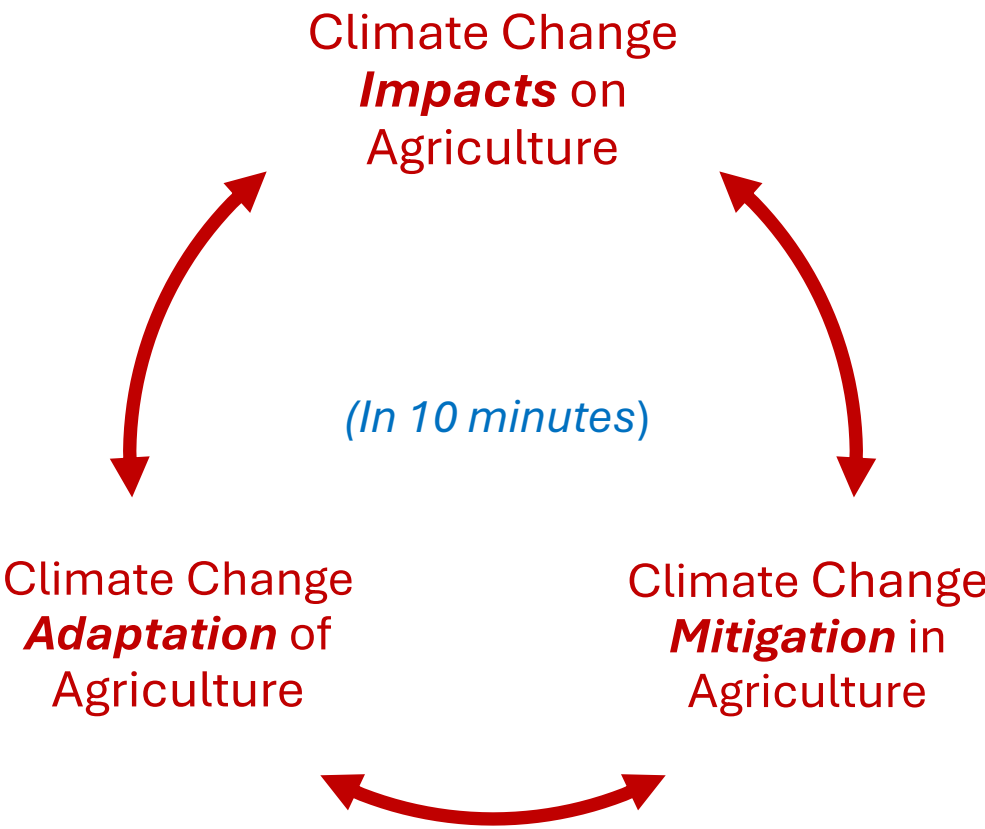 Climate Change
Impacts on
Agriculture
(In 10 minutes)
Climate Change
Adaptation of
Agriculture
Climate Change
Mitigation in
Agriculture